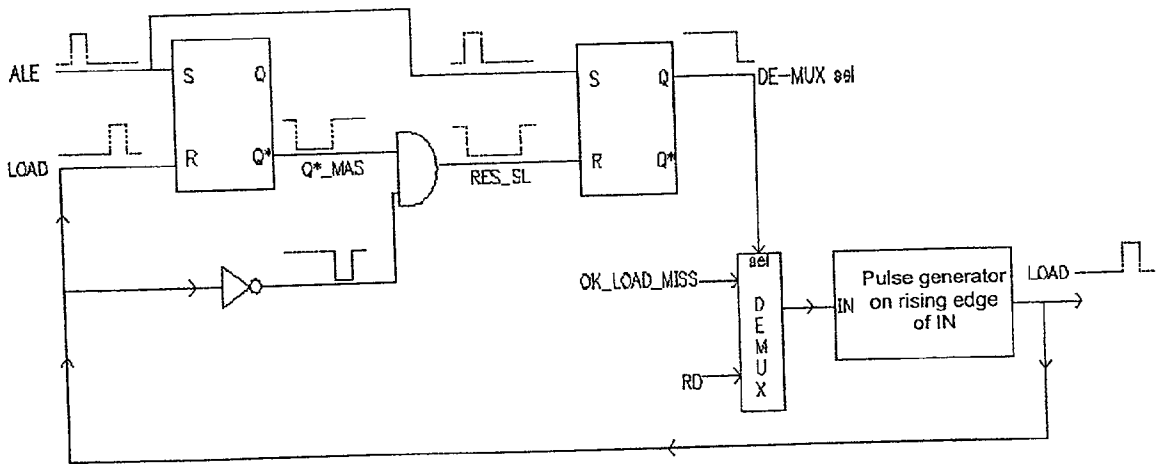 ALE
S
Q
S
Q
DE-MUX sel
LOAD
R
Q*
Q*_MAS
RES_SL
R
Q*
OK_LOAD_MISS
sel
DEMUX
RD
IN
Pulse generator
on rising edge
of IN
LOAD